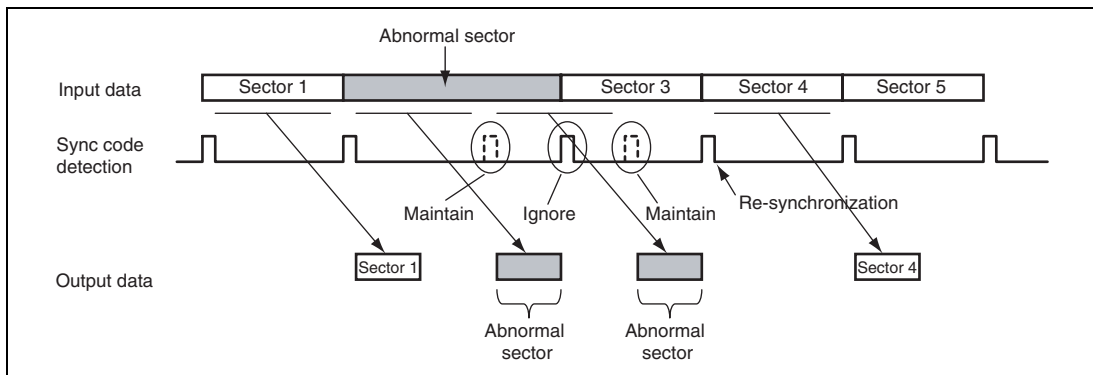 Abnormal sector
Input data
Sector 1
Sector 3
Sector 4
Sector 5
Sync code
detection
Maintain
Ignore
Maintain
Re-synchronization
Output data
Sector 1
Sector 4
Abnormal
sector
Abnormal
sector